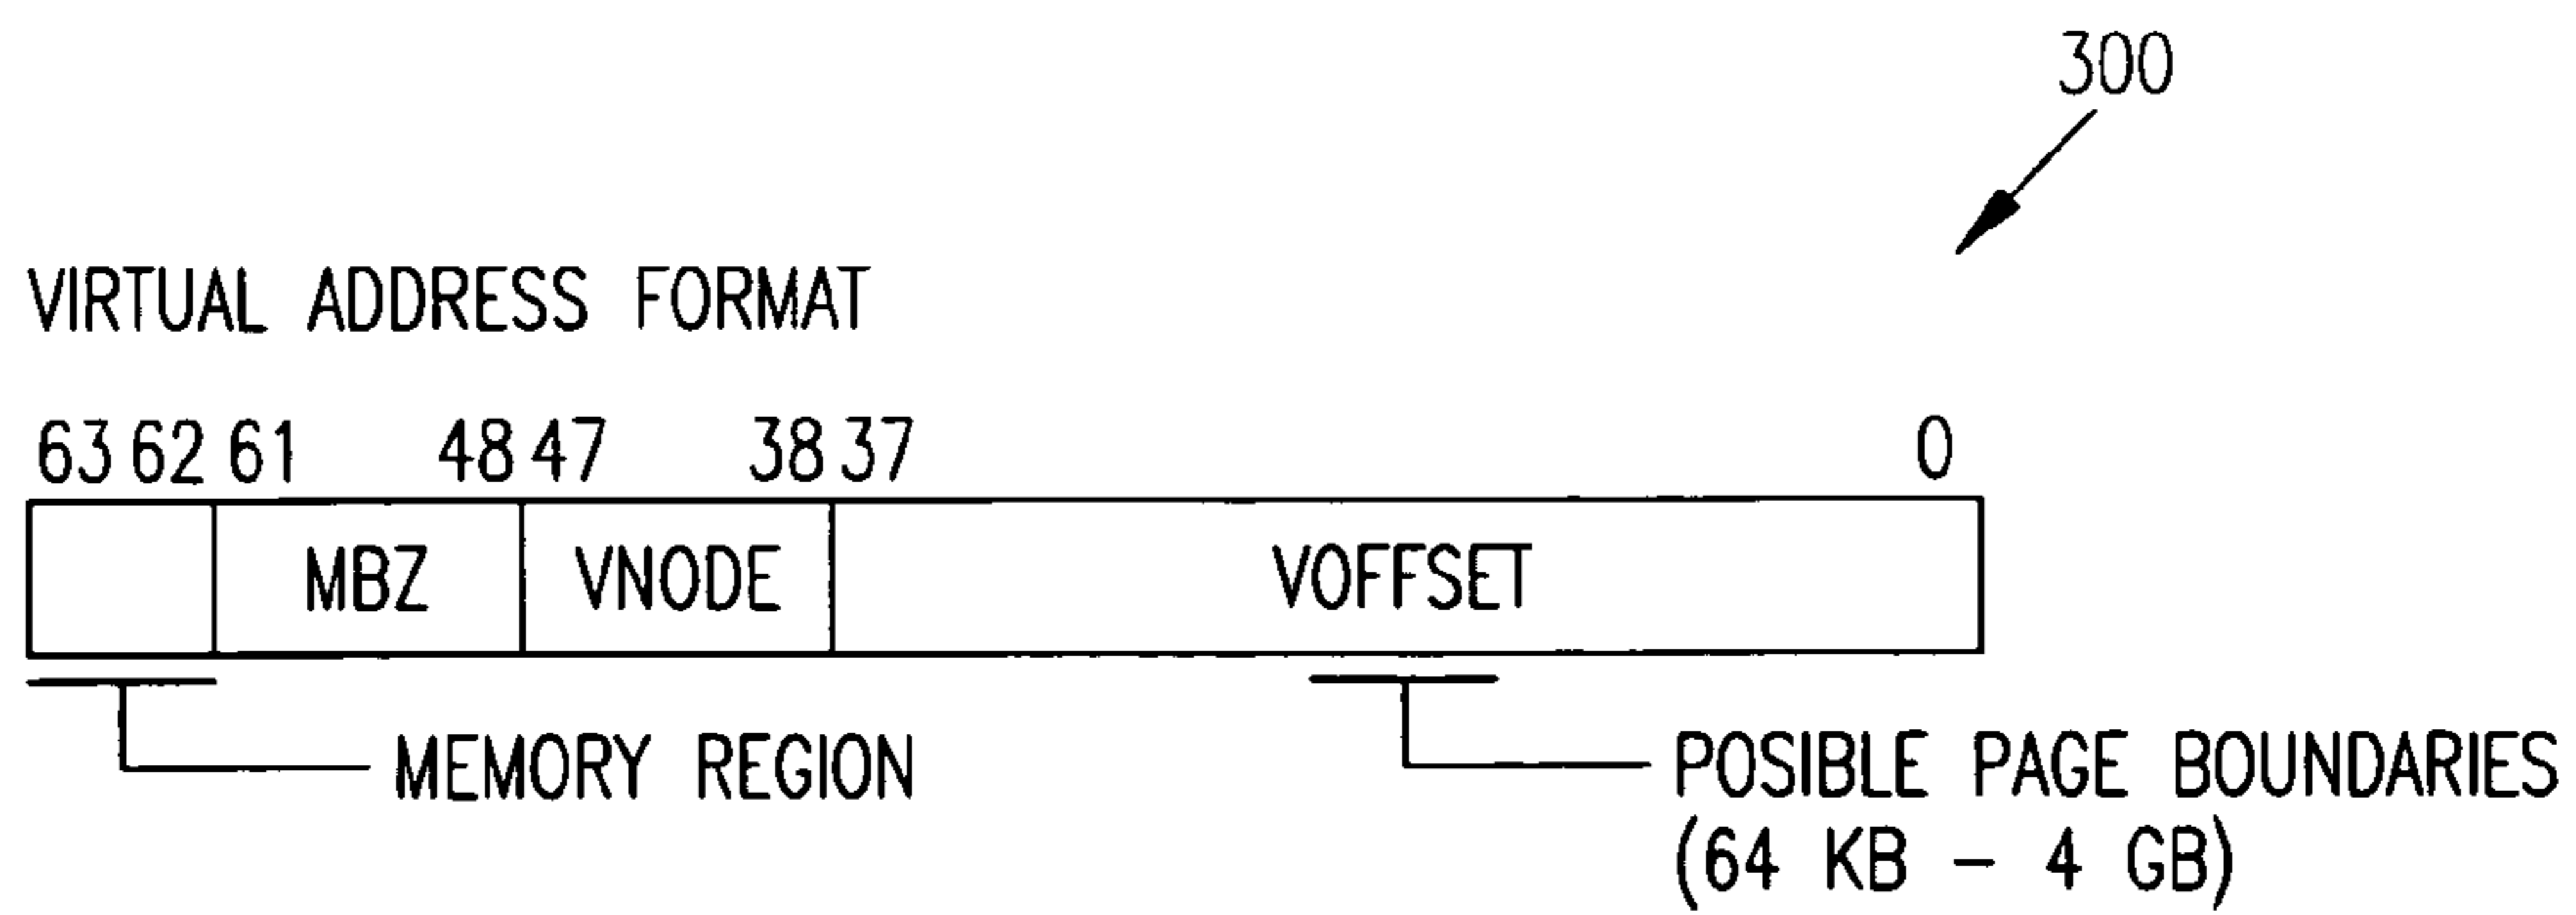 300
VIRTUAL ADDRESS FORMAT
63 62 61 48 47 38 37 0
MBZ VNODE VOFFSET
MEMORY REGION
POSIBLE PAGE BOUNDARIES
(64 KB - 4 GB)